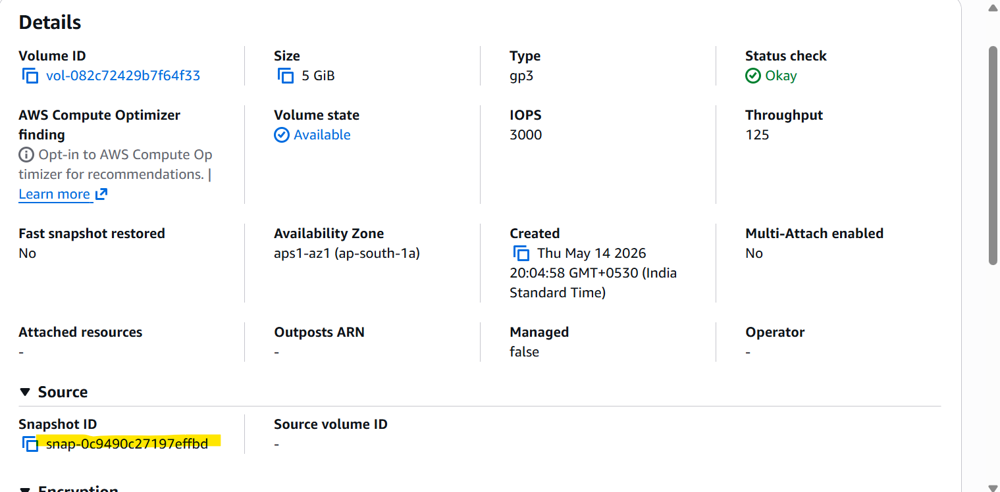 Details
Volume ID
vol-082c72429b7f64f33
Size
5 GiB
Type
gp3
Status check
Okay
AWS Compute Optimizer
finding
Opt-in to AWS Compute Op
timizer for recommendations. |
Learn more
Volume state
Available
IOPS
3000
Throughput
125
Fast snapshot restored
No
Availability Zone
aps1-az1 (ap-south-1a)
Created
Thu May 14 2026
20:04:58 GMT+0530 (India
Standard Time)
Multi-Attach enabled
No
Attached resources
-
Outposts ARN
-
Managed
false
Operator
-
Source
Snapshot ID
snap-0c9490c27197effbd
Source volume ID
-
Encryption